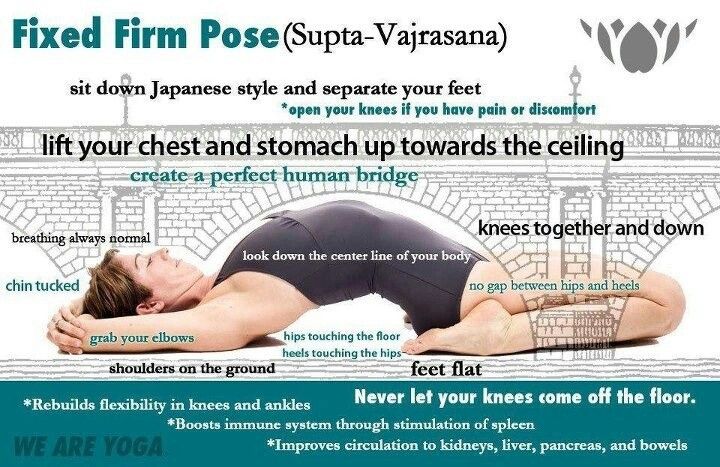 Fixed Firm Pose (Supta-Vajrasana)
sit down Japanese style and separate your feet
*open your knees if you have pain or discomfort
lift your chest and stomach up towards the ceiling
create a perfect human bridge
knees together and down
breathing always normal
look down the center line of your body
chin tucked
no gap between hips and heels
grab your elbows
hips touching the floor
heels touching the hips
shoulders on the ground
feet flat
Never let your knees come off the floor.
*Rebuilds flexibility in knees and ankles
*Boosts immune system through stimulation of spleen
*Improves circulation to kidneys, liver, pancreas, and bowels
WE ARE YOGA